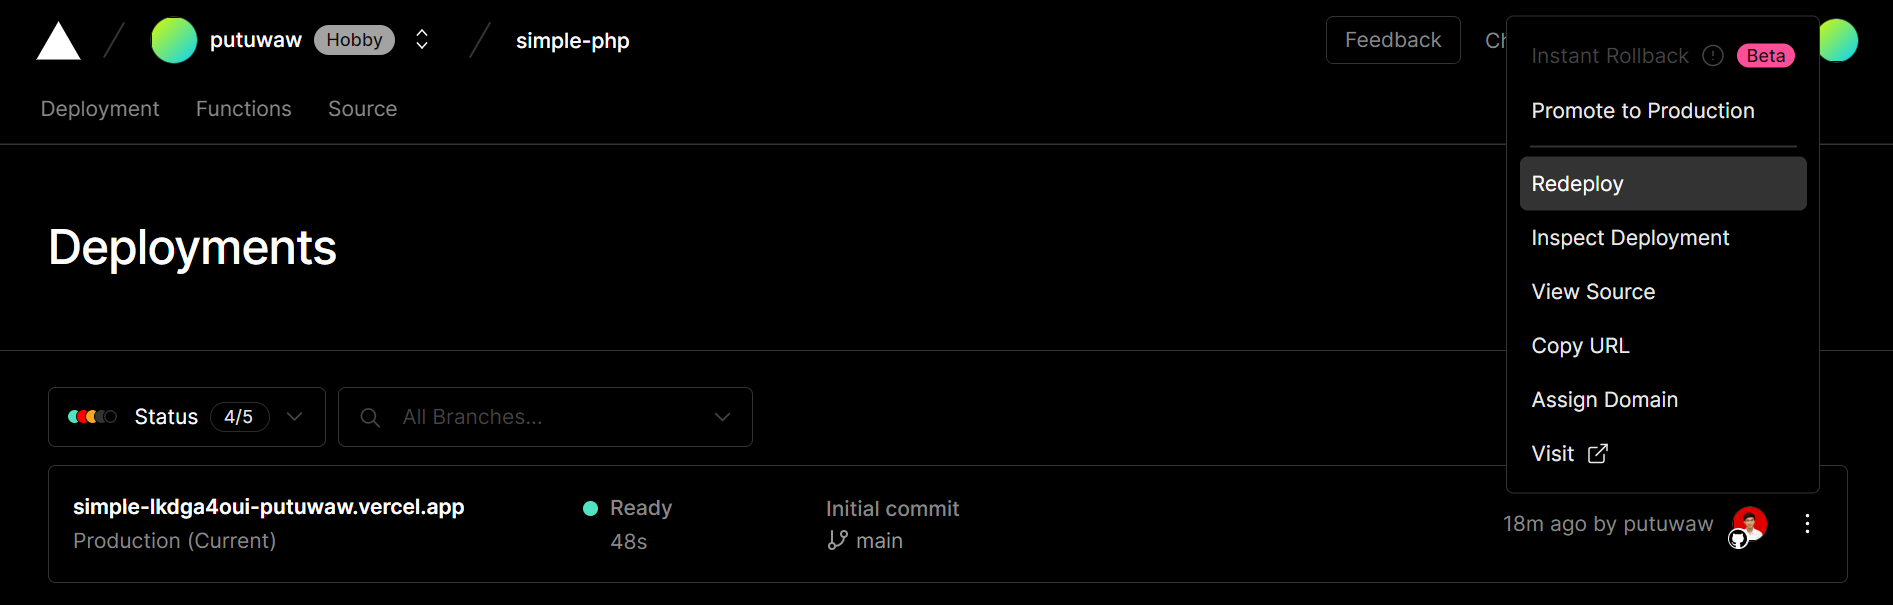 putuwaw Hobby simple-php Feedback
Deployment Functions Source
Instant Rollback Beta
Promote to Production
Redeploy
Inspect Deployment
View Source
Copy URL
Assign Domain
Visit
Deployments
Status 4/5 All Branches...
simple-lkdga4oui-putuwaw.vercel.app Ready Initial commit
Production (Current) 48s main
18m ago by putuwaw